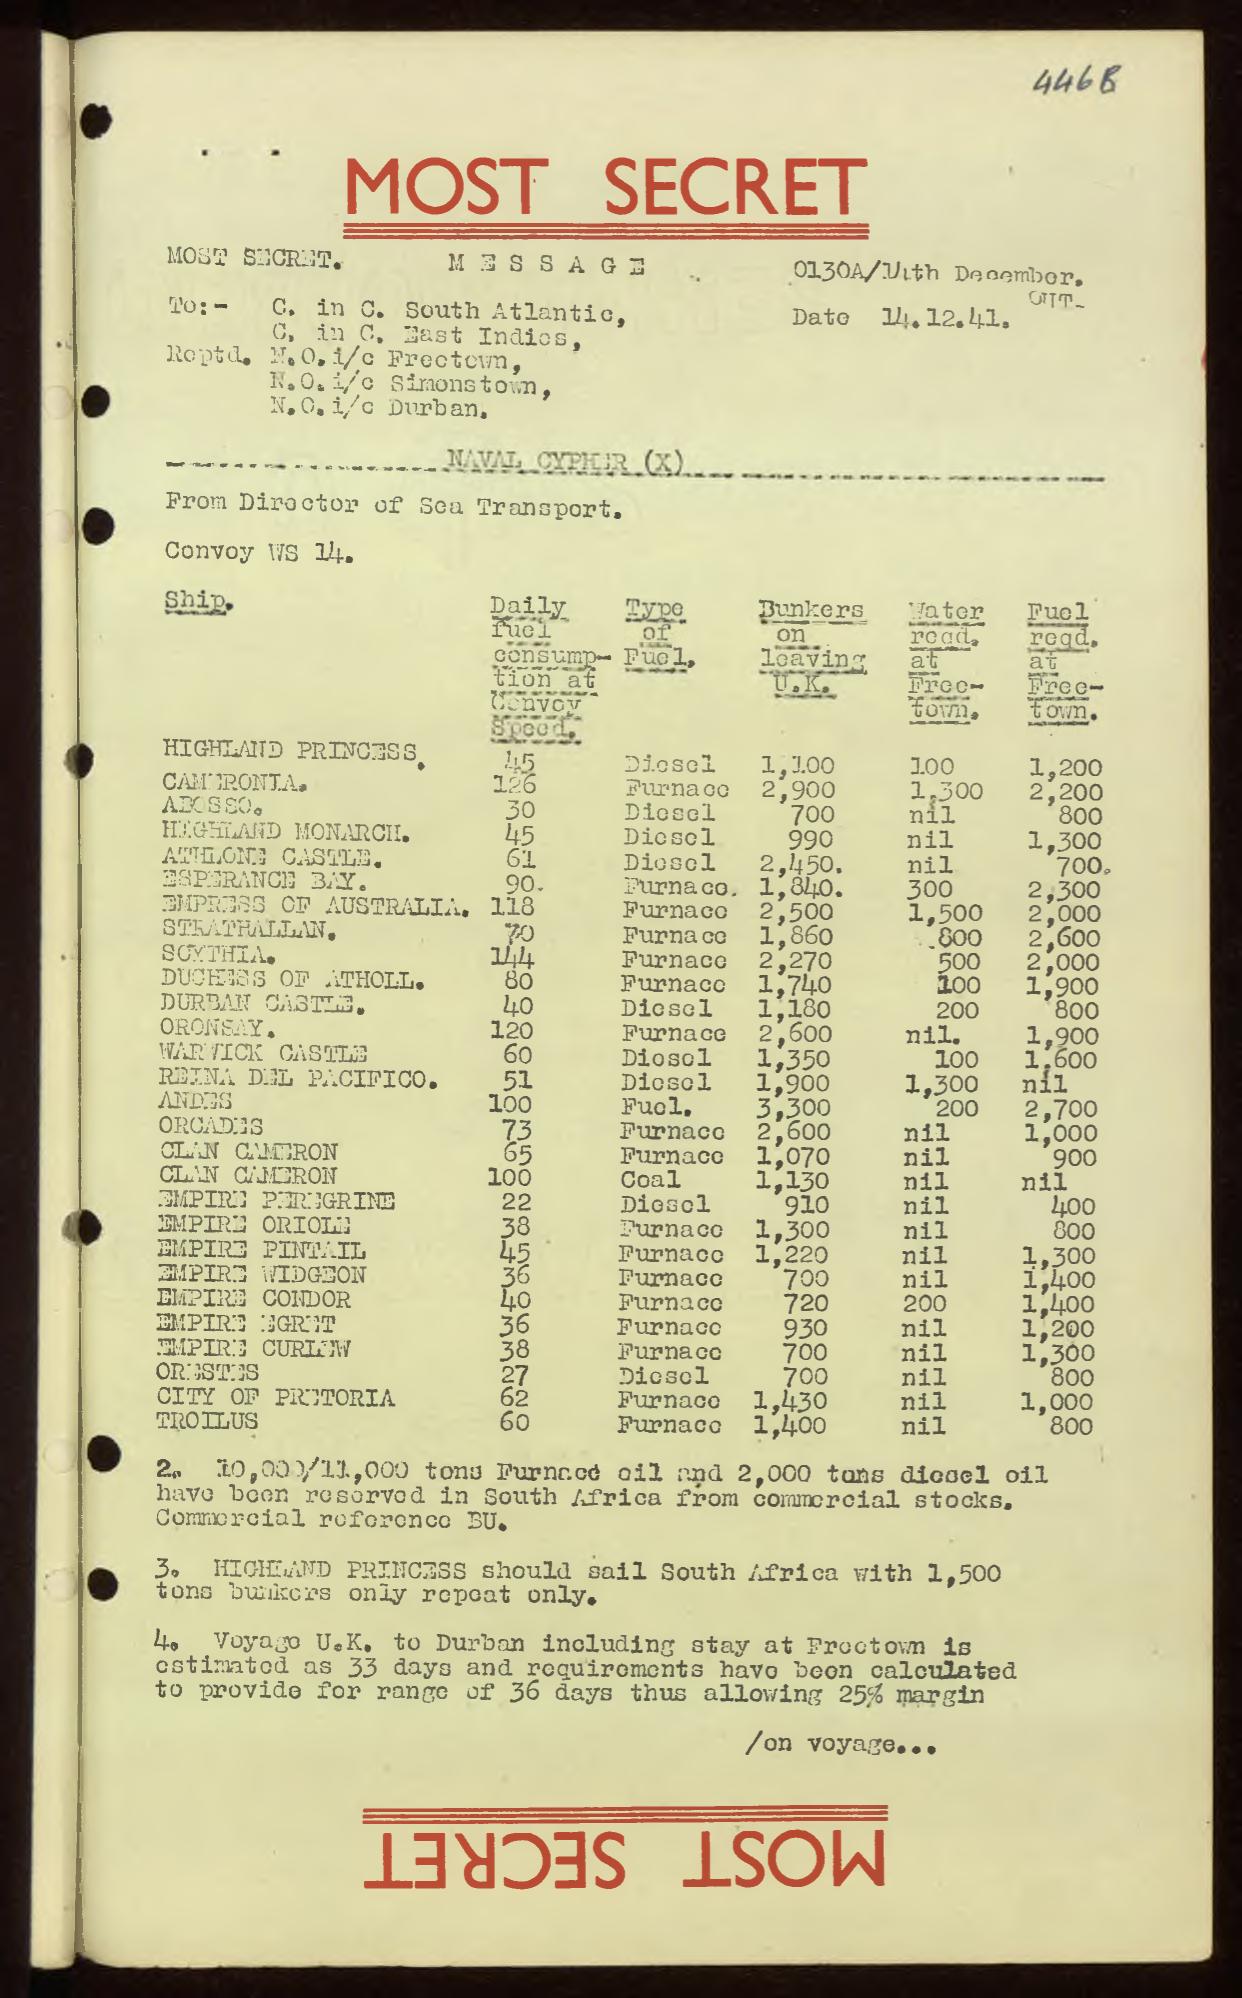 446B
MOST SECRET
MOST SECRET. MESSAGE 0130A/14th December.
OUT-
To:- C. in C. South Atlantic, Date 14.12.41.
C. in C. East Indies,
Reptd. N.O.i/c Freetown,
N.O.i/c Simonstown,
N.O.i/c Durban.
NAVAL CYPHER (X)
From Director of Sea Transport.
Convoy WS 14.
Ship. Daily Type Bunkers Water Fuel
fuel of on reqd. reqd.
consump- Fuel. leaving at at
tion at U.K. Free- Free-
Convoy town. town.
Speed.
HIGHLAND PRINCESS. 45 Diesel 1,100 100 1,200
CAMERONIA. 126 Furnace 2,900 1,300 2,200
ABOSSO. 30 Diesel 700 nil 800
HIGHLAND MONARCH. 45 Diesel 990 nil 1,300
ATHLONE CASTLE. 61 Diesel 2,450. nil 700.
ESPERANCE BAY. 90. Furnace. 1,840. 300 2,300
EMPRESS OF AUSTRALIA. 118 Furnace 2,500 1,500 2,000
STRATHALLAN. 70 Furnace 1,860 .800 2,600
SCYTHIA. 144 Furnace 2,270 500 2,000
DUCHESS OF ATHOLL. 80 Furnace 1,740 100 1,900
DURBAN CASTLE. 40 Diesel 1,180 200 800
ORONSAY. 120 Furnace 2,600 nil. 1,900
WARWICK CASTLE 60 Diesel 1,350 100 1,600
REINA DEL PACIFICO. 51 Diesel 1,900 1,300 nil
ANDES 100 Fuel. 3,300 200 2,700
ORCADES 73 Furnace 2,600 nil 1,000
CLAN CAMERON 65 Furnace 1,070 nil 900
CLAN CAMERON 100 Coal 1,130 nil nil
EMPIRE PEREGRINE 22 Diesel 910 nil 400
EMPIRE ORIOLE 38 Furnace 1,300 nil 800
EMPIRE PINTAIL 45 Furnace 1,220 nil 1,300
EMPIRE WIDGEON 36 Furnace 700 nil 1,400
EMPIRE CONDOR 40 Furnace 720 200 1,400
EMPIRE EGRET 36 Furnace 930 nil 1,200
EMPIRE CURLEW 38 Furnace 700 nil 1,300
ORESTES 27 Diesel 700 nil 800
CITY OF PRETORIA 62 Furnace 1,430 nil 1,000
TROILUS 60 Furnace 1,400 nil 800
2. 10,000/11,000 tons Furnace oil and 2,000 tons diesel oil
have been reserved in South Africa from commercial stocks.
Commercial reference BU.
3. HIGHLAND PRINCESS should sail South Africa with 1,500
tons bunkers only repeat only.
4. Voyage U.K. to Durban including stay at Freetown is
estimated as 33 days and requirements have been calculated
to provide for range of 36 days thus allowing 25% margin
/on voyage...
MOST SECRET